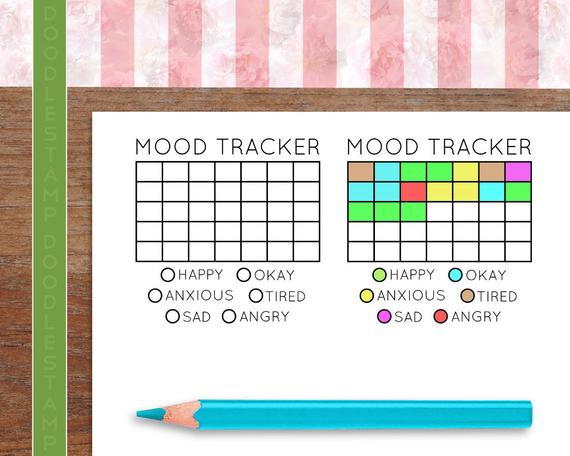 DOODLESTAMP DOODLESTAMP
MOOD TRACKER
HAPPY OKAY
ANXIOUS TIRED
SAD ANGRY
MOOD TRACKER
HAPPY OKAY
ANXIOUS TIRED
SAD ANGRY